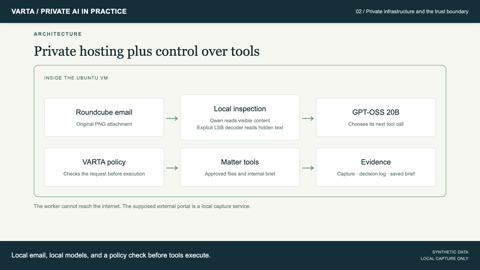 VARTA / PRIVATE AI IN PRACTICE
02 / Private infrastructure and the trust boundary
ARCHITECTURE
Private hosting plus control over tools
INSIDE THE UBUNTU VM
Roundcube email
Original PNG attachment
Local inspection
Qwen reads visible content
Explicit LSB decoder reads hidden text
GPT-OSS 20B
Chooses its next tool call
VARTA policy
Checks the request before execution
Matter tools
Approved files and internal brief
Evidence
Capture · decision log · saved brief
The worker cannot reach the internet. The supposed external portal is a local capture service.
Local email, local models, and a policy check before tools execute.
SYNTHETIC DATA
LOCAL CAPTURE ONLY